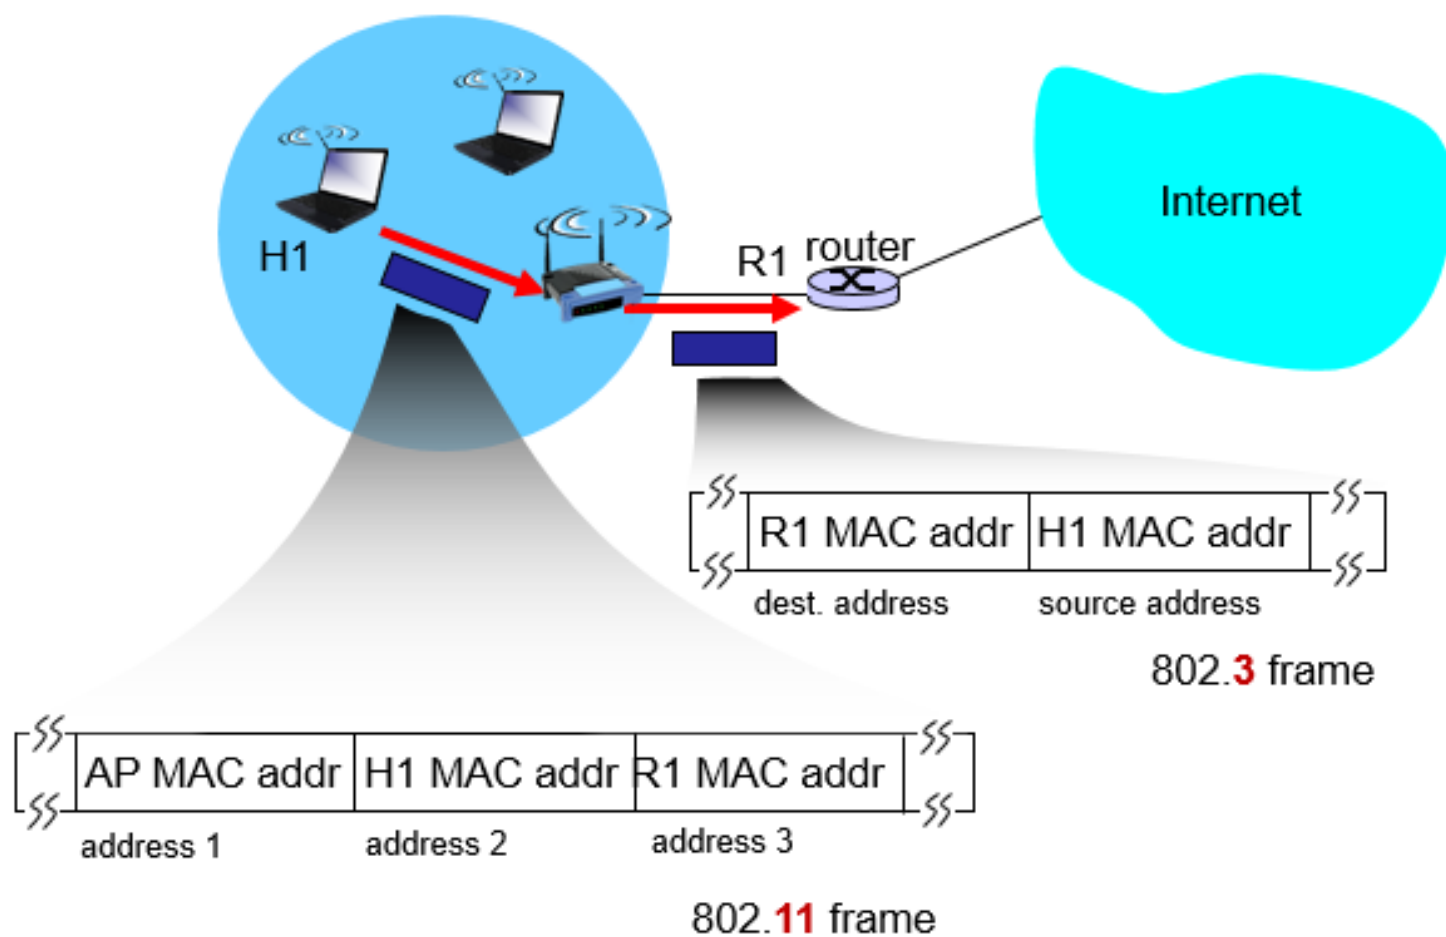 Internet
R1 router
H1
R1 MAC addr H1 MAC addr
dest. address source address
802.3 frame
AP MAC addr H1 MAC addr R1 MAC addr
address 1 address 2 address 3
802.11 frame